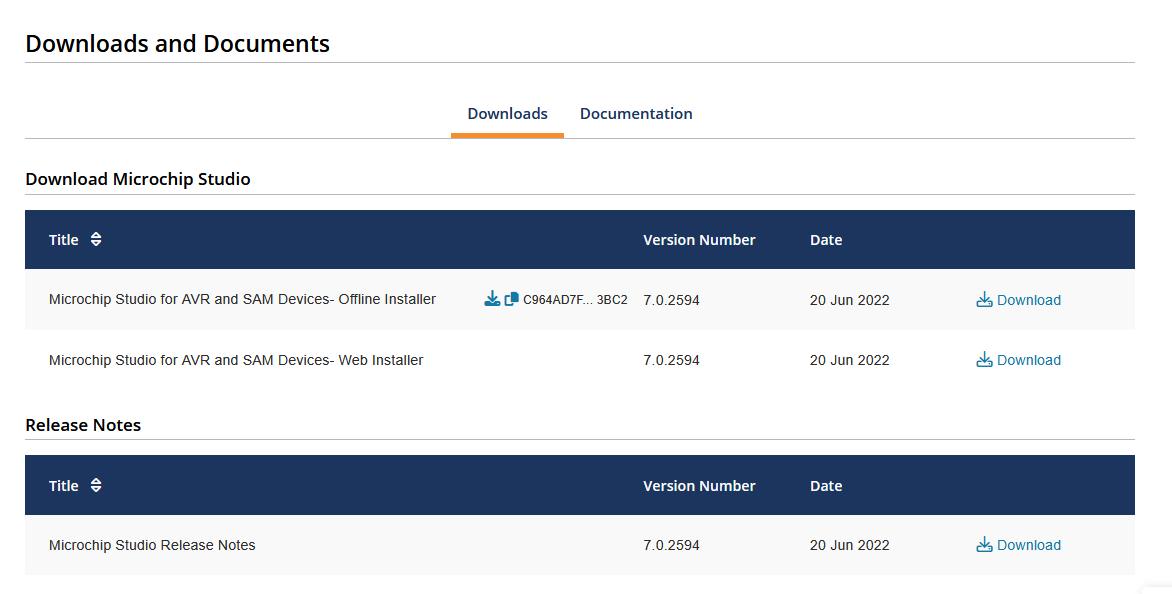 Downloads and Documents
Downloads Documentation
Download Microchip Studio
Title Version Number Date
Microchip Studio for AVR and SAM Devices- Offline Installer C964AD7F... 3BC2 7.0.2594 20 Jun 2022 Download
Microchip Studio for AVR and SAM Devices- Web Installer 7.0.2594 20 Jun 2022 Download
Release Notes
Title Version Number Date
Microchip Studio Release Notes 7.0.2594 20 Jun 2022 Download